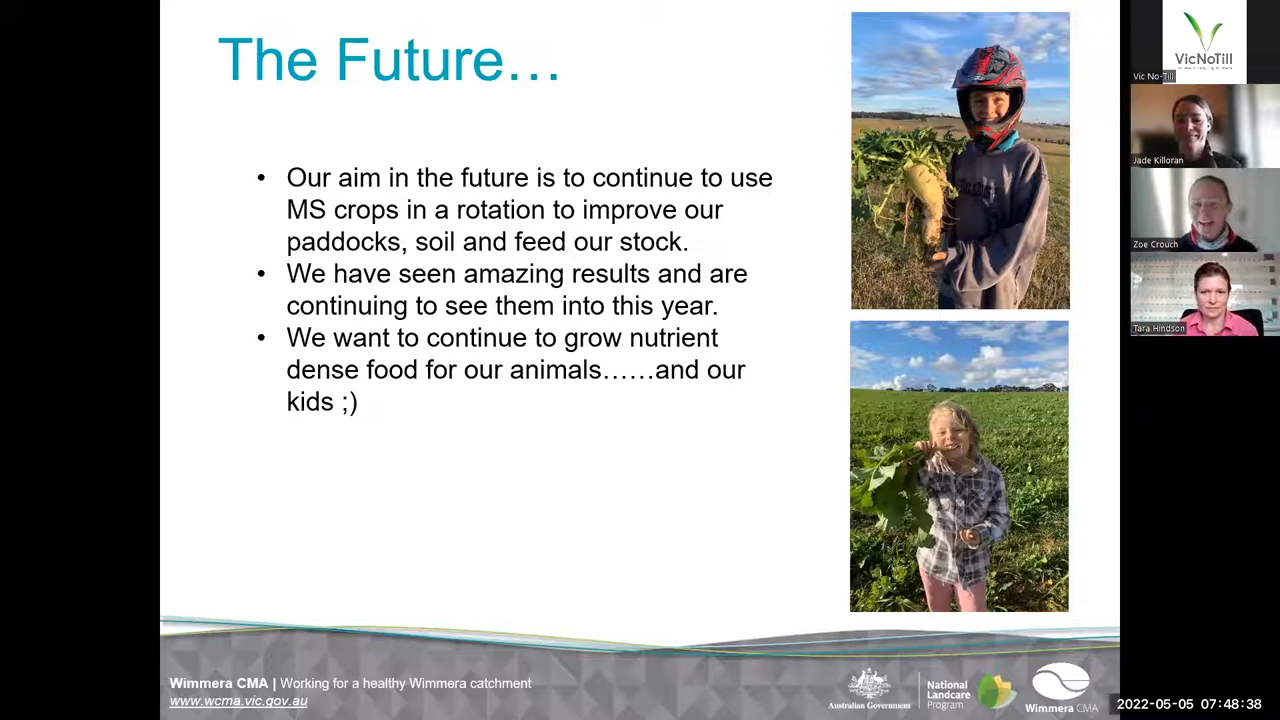 The Future…
• Our aim in the future is to continue to use
MS crops in a rotation to improve our
paddocks, soil and feed our stock.
• We have seen amazing results and are
continuing to see them into this year.
• We want to continue to grow nutrient
dense food for our animals……and our
kids ;)
Wimmera CMA | Working for a healthy Wimmera catchment
www.wcma.vic.gov.au
Australian Government
National
Landcare
Program
Wimmera CMA
VicNoTill
Vic No-Till
Jade Killoran
Zoe Crouch
Tara Hindson
2022-05-05 07:48:38